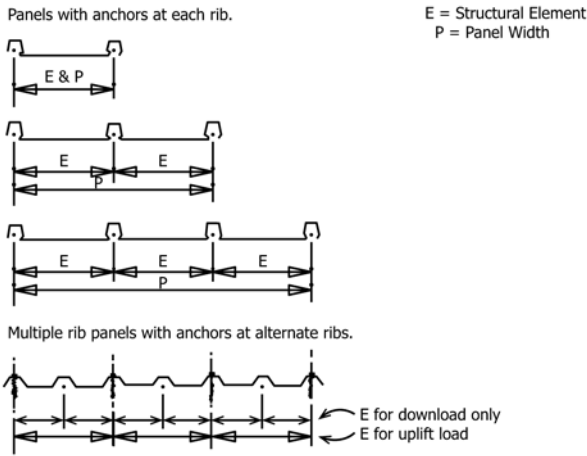 Panels with anchors at each rib.
E = Structural Element
P = Panel Width
E & P
E E
P
E E E
P
Multiple rib panels with anchors at alternate ribs.
E for download only
E for uplift load